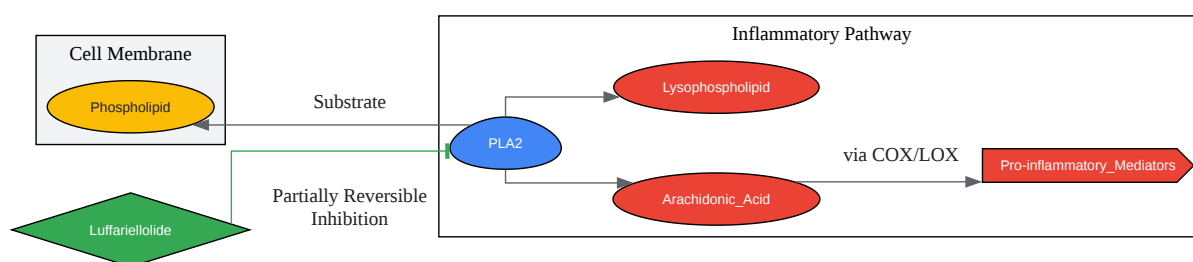 Inflammatory Pathway
Cell Membrane
Lysophospholipid
Phospholipid
Substrate
PLA2
via COX/LOX
Pro-inflammatory_Mediators
Partially Reversible
Inhibition
Arachidonic_Acid
Luffariellolide